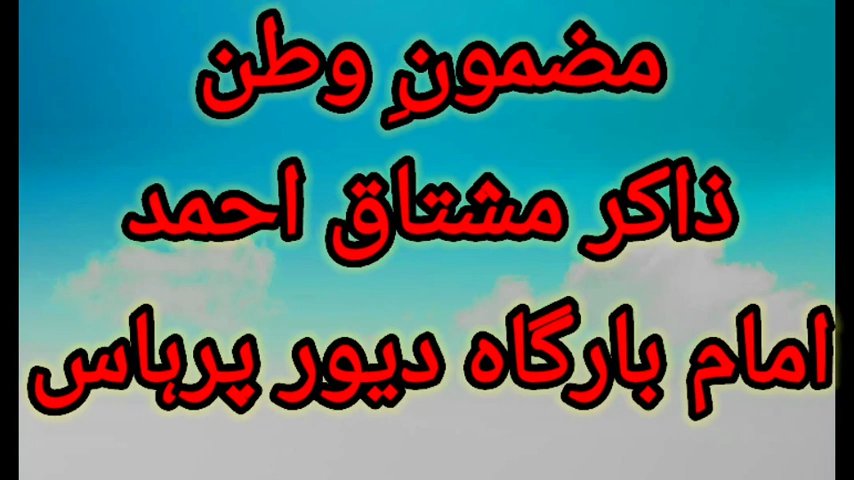 مضمونِ وطن
ذاکر مشتاق احمد
امام بارگاہ دیور پرہاس